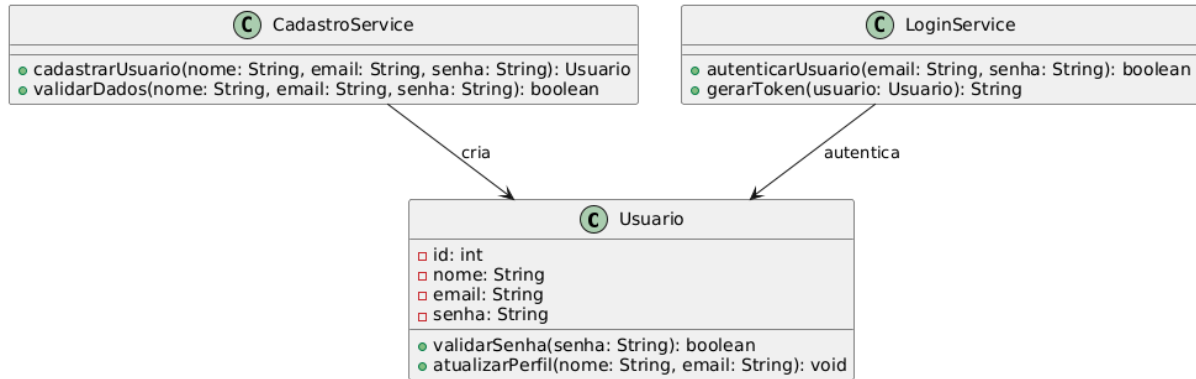 C CadastroService
cadastrarUsuario(nome: String, email: String, senha: String): Usuario
validarDados(nome: String, email: String, senha: String): boolean
C LoginService
autenticarUsuario(email: String, senha: String): boolean
gerarToken(usuario: Usuario): String
cria
autentica
C Usuario
id: int
nome: String
email: String
senha: String
validarSenha(senha: String): boolean
atualizarPerfil(nome: String, email: String): void